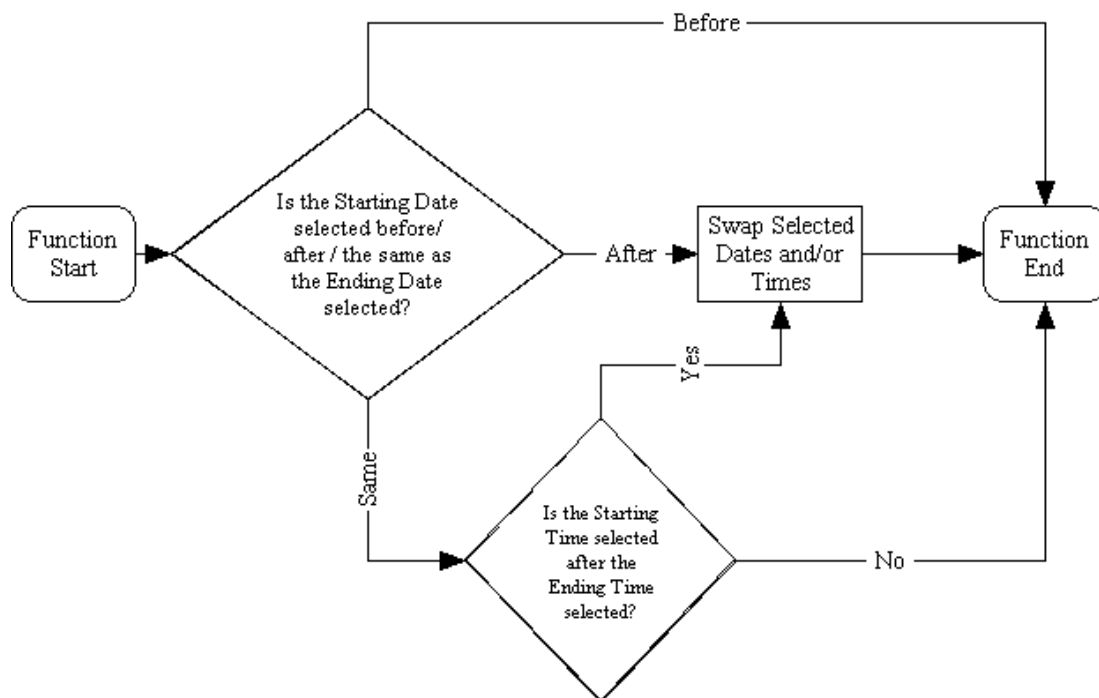 Before
Function
Start
Is the Starting Date
selected before/
after / the same as
the Ending Date
selected?
After
Swap Selected
Dates and/or
Times
Function
End
Yes
Same
Is the Starting
Time selected
after the
Ending Time
selected?
No